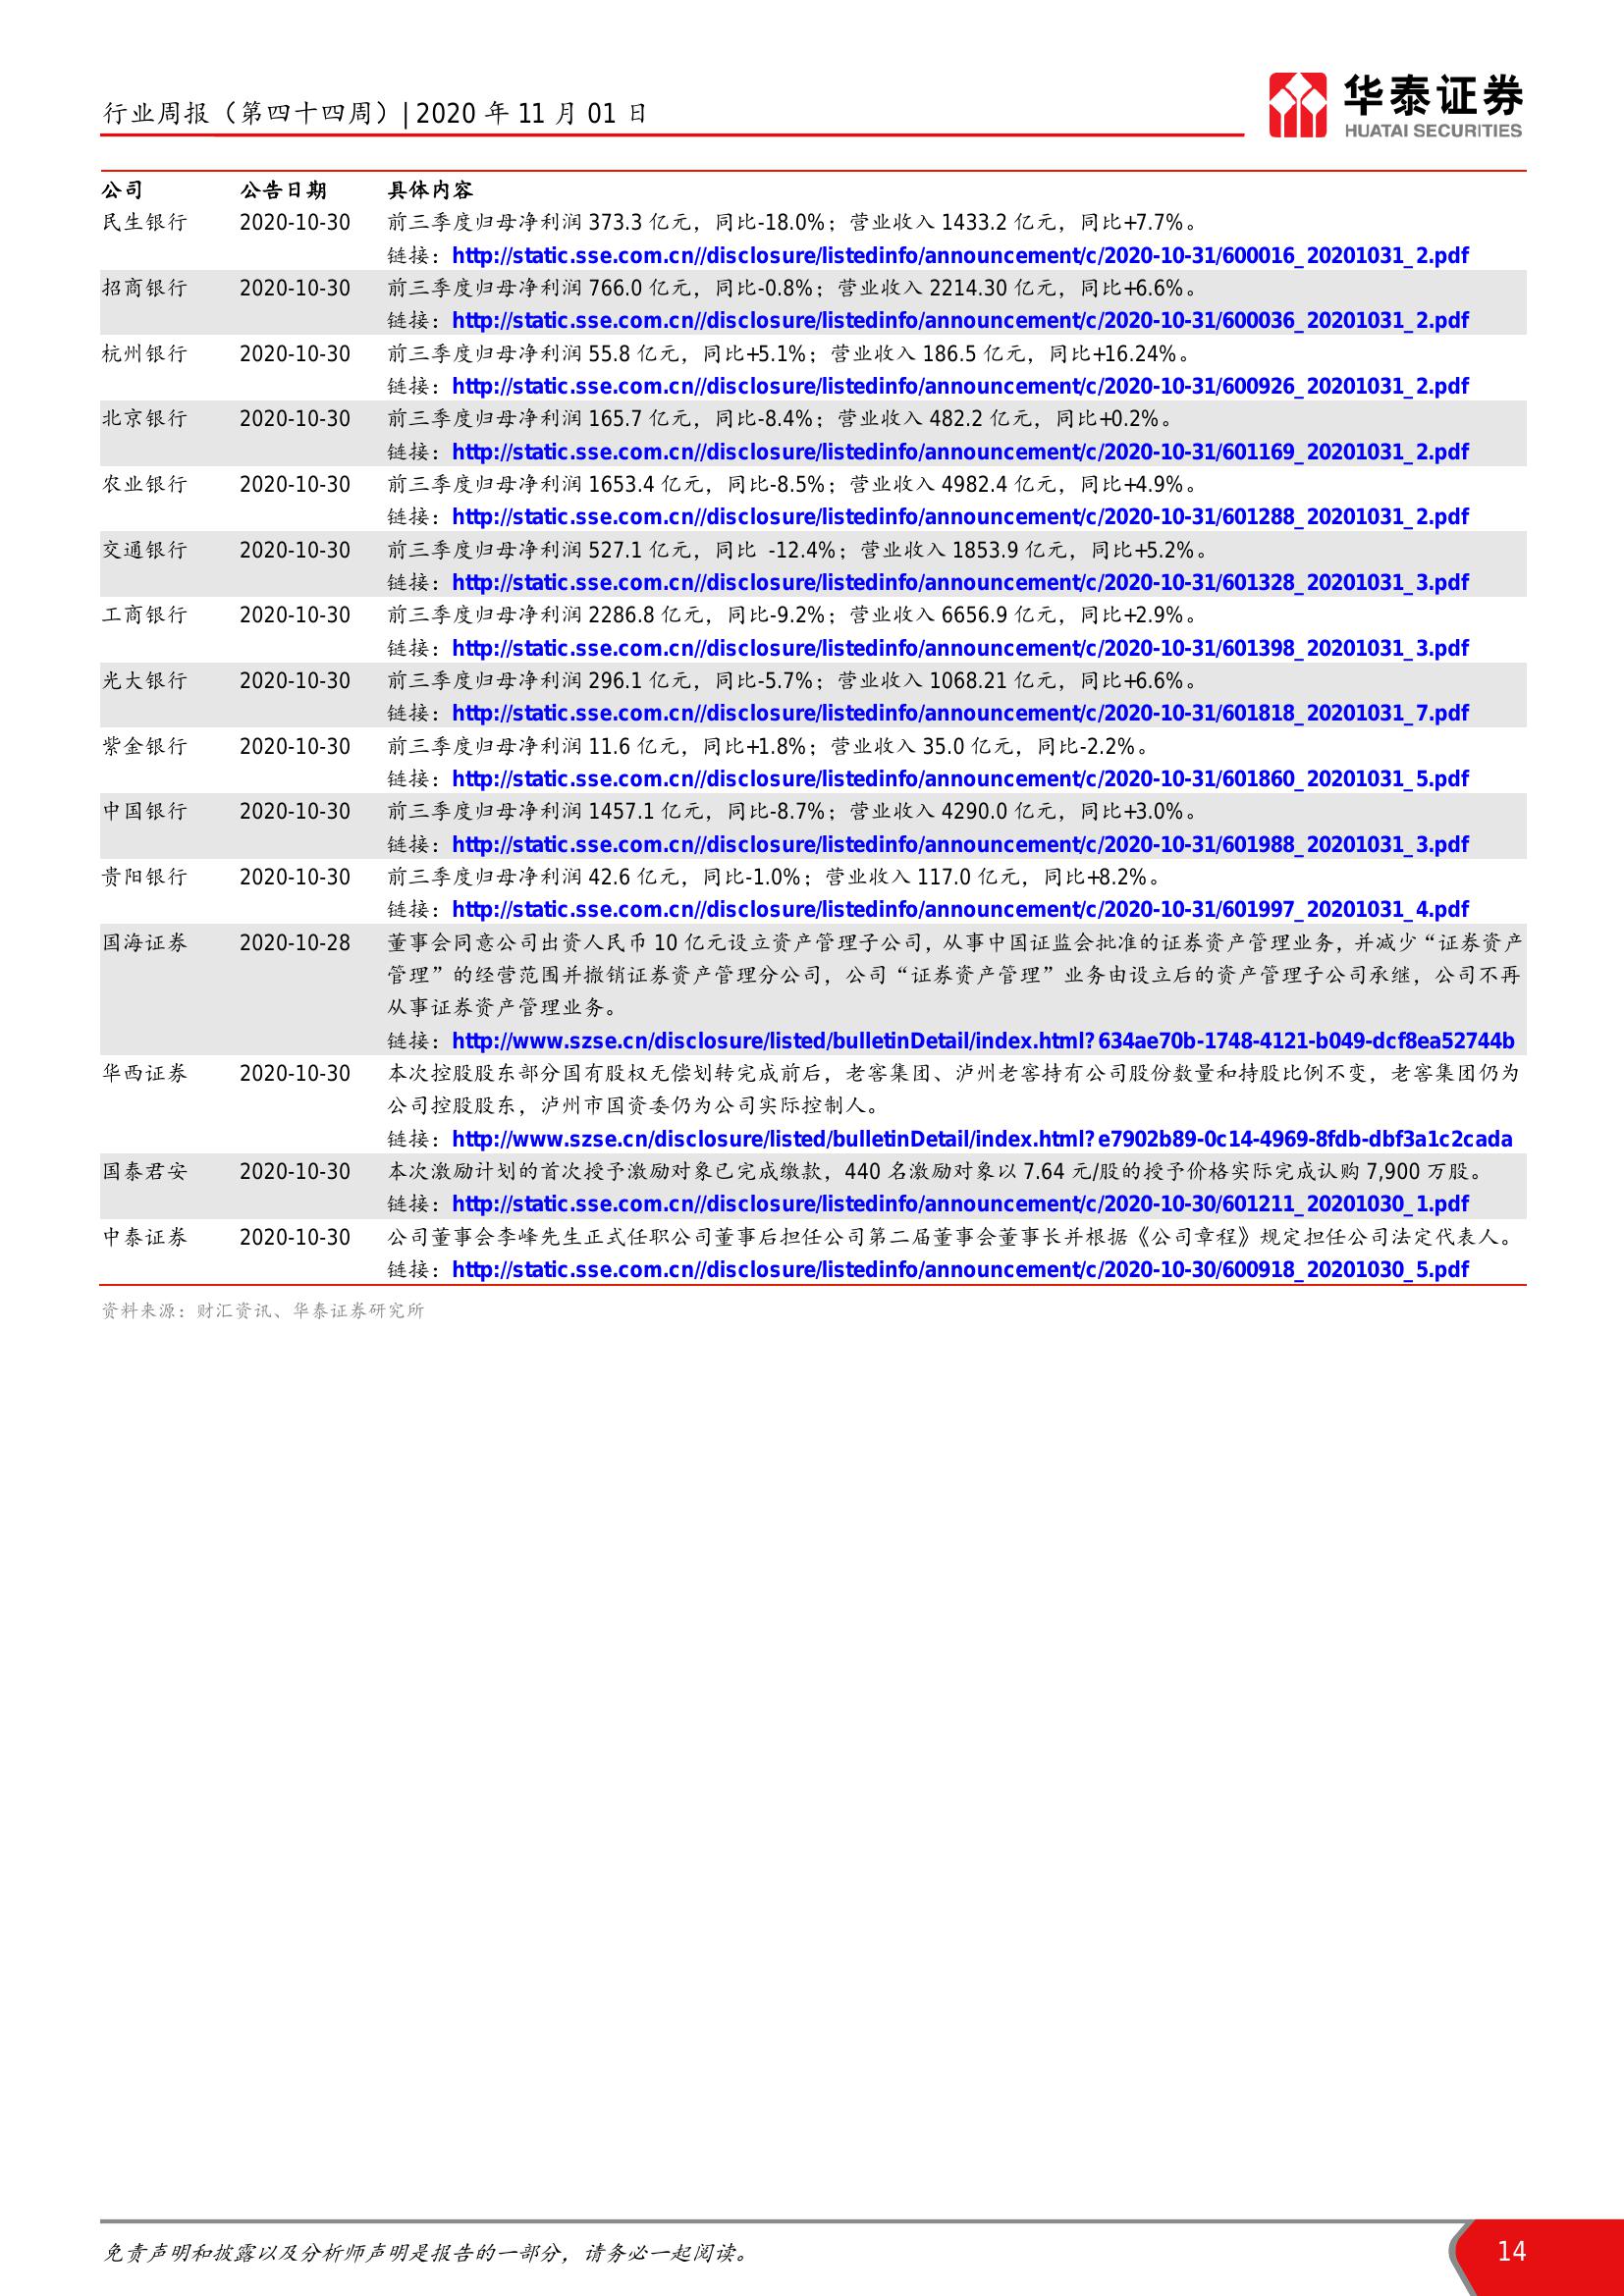 行业周报（第四十四周）| 2020 年 11 月 01 日
华泰证券
HUATAI SECURITIES
公司 公告日期 具体内容
民生银行 2020-10-30 前三季度归母净利润 373.3 亿元，同比-18.0%；营业收入 1433.2 亿元，同比+7.7%。
链接：http://static.sse.com.cn//disclosure/listedinfo/announcement/c/2020-10-31/600016_20201031_2.pdf
招商银行 2020-10-30 前三季度归母净利润 766.0 亿元，同比-0.8%；营业收入 2214.30 亿元，同比+6.6%。
链接：http://static.sse.com.cn//disclosure/listedinfo/announcement/c/2020-10-31/600036_20201031_2.pdf
杭州银行 2020-10-30 前三季度归母净利润 55.8 亿元，同比+5.1%；营业收入 186.5 亿元，同比+16.24%。
链接：http://static.sse.com.cn//disclosure/listedinfo/announcement/c/2020-10-31/600926_20201031_2.pdf
北京银行 2020-10-30 前三季度归母净利润 165.7 亿元，同比-8.4%；营业收入 482.2 亿元，同比+0.2%。
链接：http://static.sse.com.cn//disclosure/listedinfo/announcement/c/2020-10-31/601169_20201031_2.pdf
农业银行 2020-10-30 前三季度归母净利润 1653.4 亿元，同比-8.5%；营业收入 4982.4 亿元，同比+4.9%。
链接：http://static.sse.com.cn//disclosure/listedinfo/announcement/c/2020-10-31/601288_20201031_2.pdf
交通银行 2020-10-30 前三季度归母净利润 527.1 亿元，同比 -12.4%；营业收入 1853.9 亿元，同比+5.2%。
链接：http://static.sse.com.cn//disclosure/listedinfo/announcement/c/2020-10-31/601328_20201031_3.pdf
工商银行 2020-10-30 前三季度归母净利润 2286.8 亿元，同比-9.2%；营业收入 6656.9 亿元，同比+2.9%。
链接：http://static.sse.com.cn//disclosure/listedinfo/announcement/c/2020-10-31/601398_20201031_3.pdf
光大银行 2020-10-30 前三季度归母净利润 296.1 亿元，同比-5.7%；营业收入 1068.21 亿元，同比+6.6%。
链接：http://static.sse.com.cn//disclosure/listedinfo/announcement/c/2020-10-31/601818_20201031_7.pdf
紫金银行 2020-10-30 前三季度归母净利润 11.6 亿元，同比+1.8%；营业收入 35.0 亿元，同比-2.2%。
链接：http://static.sse.com.cn//disclosure/listedinfo/announcement/c/2020-10-31/601860_20201031_5.pdf
中国银行 2020-10-30 前三季度归母净利润 1457.1 亿元，同比-8.7%；营业收入 4290.0 亿元，同比+3.0%。
链接：http://static.sse.com.cn//disclosure/listedinfo/announcement/c/2020-10-31/601988_20201031_3.pdf
贵阳银行 2020-10-30 前三季度归母净利润 42.6 亿元，同比-1.0%；营业收入 117.0 亿元，同比+8.2%。
链接：http://static.sse.com.cn//disclosure/listedinfo/announcement/c/2020-10-31/601997_20201031_4.pdf
国海证券 2020-10-28 董事会同意公司出资人民币 10 亿元设立资产管理子公司，从事中国证监会批准的证券资产管理业务，并减少“证券资产
管理”的经营范围并撤销证券资产管理分公司，公司“证券资产管理”业务由设立后的资产管理子公司承继，公司不再
从事证券资产管理业务。
链接：http://www.szse.cn/disclosure/listed/bulletinDetail/index.html?634ae70b-1748-4121-b049-dcf8ea52744b
华西证券 2020-10-30 本次控股股东部分国有股权无偿划转完成前后，老窖集团、泸州老窖持有公司股份数量和持股比例不变，老窖集团仍为
公司控股股东，泸州市国资委仍为公司实际控制人。
链接：http://www.szse.cn/disclosure/listed/bulletinDetail/index.html?e7902b89-0c14-4969-8fdb-dbf3a1c2cada
国泰君安 2020-10-30 本次激励计划的首次授予激励对象已完成缴款，440 名激励对象以 7.64 元/股的授予价格实际完成认购 7,900 万股。
链接：http://static.sse.com.cn//disclosure/listedinfo/announcement/c/2020-10-30/601211_20201030_1.pdf
中泰证券 2020-10-30 公司董事会李峰先生正式任职公司董事后担任公司第二届董事会董事长并根据《公司章程》规定担任公司法定代表人。
链接：http://static.sse.com.cn//disclosure/listedinfo/announcement/c/2020-10-30/600918_20201030_5.pdf
资料来源：财汇资讯、华泰证券研究所
免责声明和披露以及分析师声明是报告的一部分，请务必一起阅读。
14